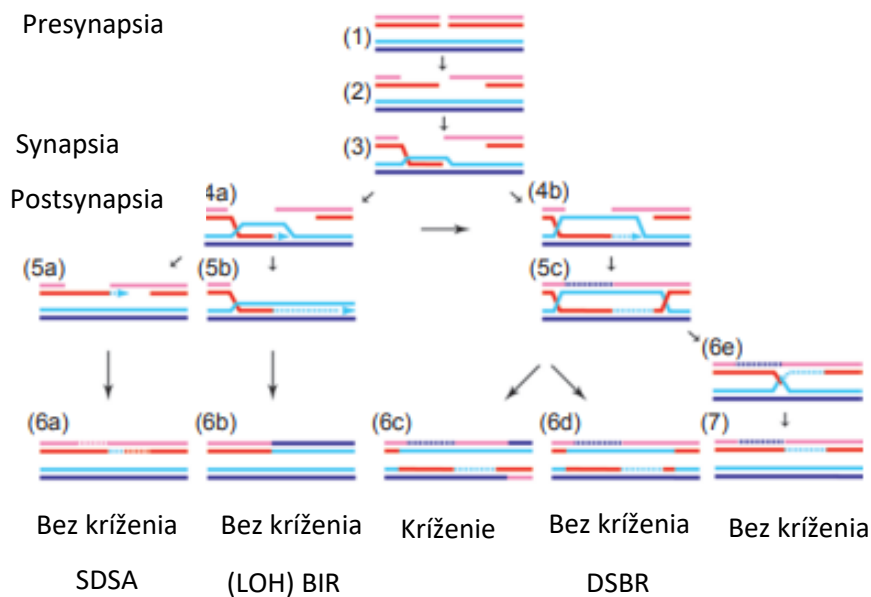 Presynapsia
(1)
(2)
Synapsia
(3)
Postsynapsia
4a)
(4b)
(5a)
(5b)
(5c)
(6e)
(6a)
(6b)
(6c)
(6d)
(7)
Bez kríženia
Bez kríženia
Kríženie
Bez kríženia
Bez kríženia
SDSA
(LOH) BIR
DSBR